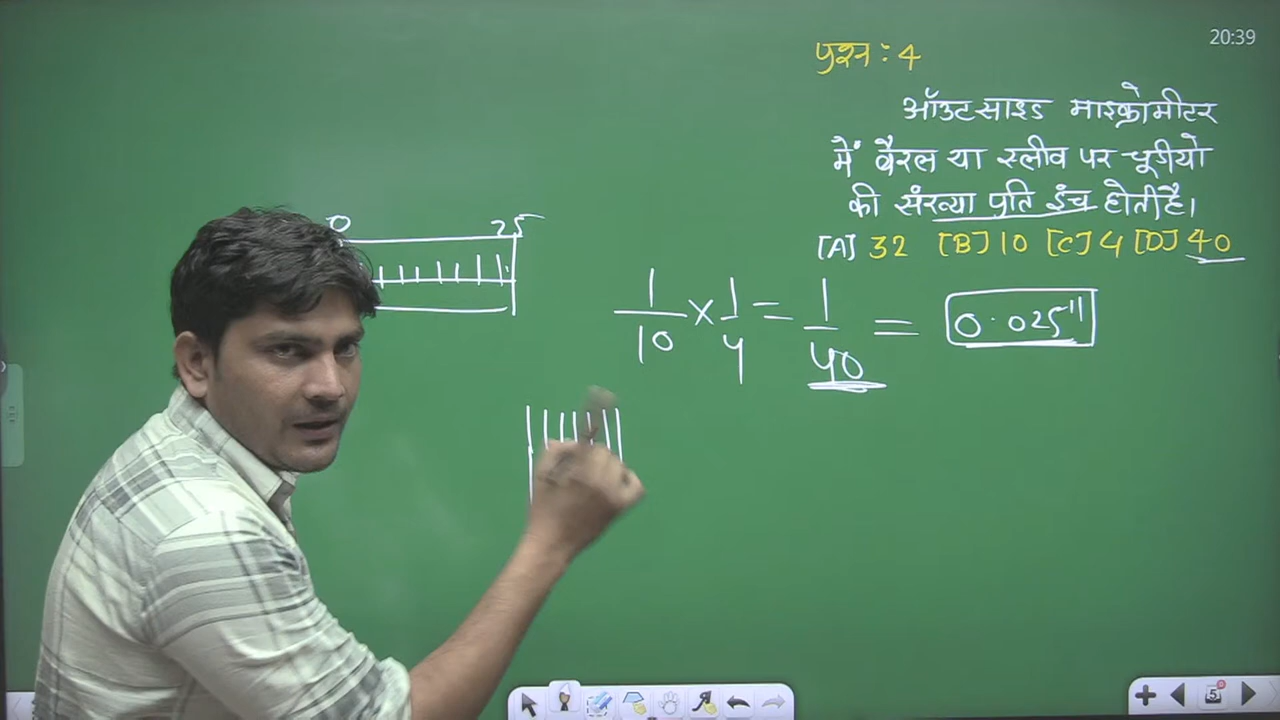 20:39
प्रश्न : 4
ऑउटसाइड माइक्रोमीटर
में बैरल या स्लीव पर चूडीयो
की संख्या प्रति इंच होती है।
[A] 32 [B] 10 [C] 4 [D] 40
0 25
1/10 × 1/4 = 1/40 = 0.025"
5